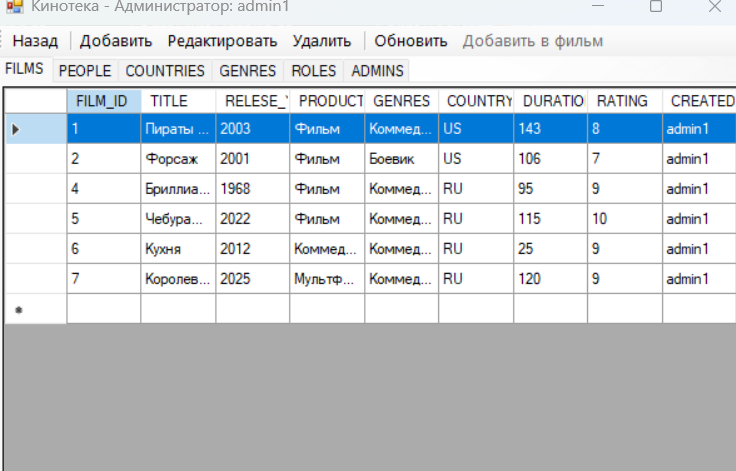 Кинотека - Администратор: admin1
Назад Добавить Редактировать Удалить Обновить Добавить в фильм
FILMS PEOPLE COUNTRIES GENRES ROLES ADMINS
FILM_ID TITLE RELESE_ PRODUCT GENRES COUNTRY DURATIO RATING CREATED
1 Пираты ... 2003 Фильм Коммед... US 143 8 admin1
2 Форсаж 2001 Фильм Боевик US 106 7 admin1
4 Бриллиа... 1968 Фильм Коммед... RU 95 9 admin1
5 Чебура... 2022 Фильм Коммед... RU 115 10 admin1
6 Кухня 2012 Коммед... Коммед... RU 25 9 admin1
7 Королев... 2025 Мультф... Коммед... RU 120 9 admin1